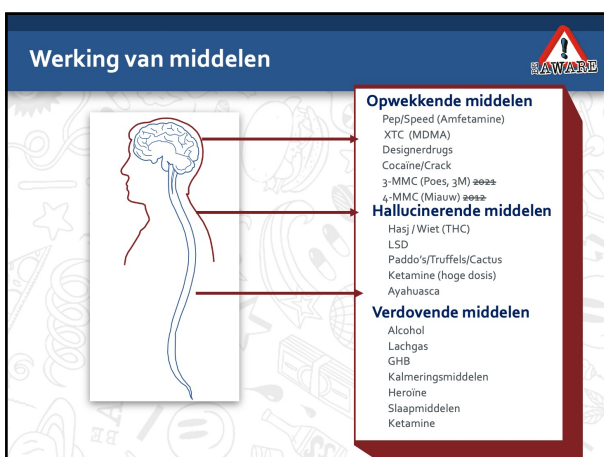 Werking van middelen
BE AWARE
Opwekkende middelen
Pep/Speed (Amfetamine)
XTC (MDMA)
Designerdrugs
Cocaïne/Crack
3-MMC (Poes, 3M) 2021
4-MMC (Miauw) 2012
Hallucinerende middelen
Hasj / Wiet (THC)
LSD
Paddo's/Truffels/Cactus
Ketamine (hoge dosis)
Ayahuasca
Verdovende middelen
Alcohol
Lachgas
GHB
Kalmeringsmiddelen
Heroïne
Slaapmiddelen
Ketamine